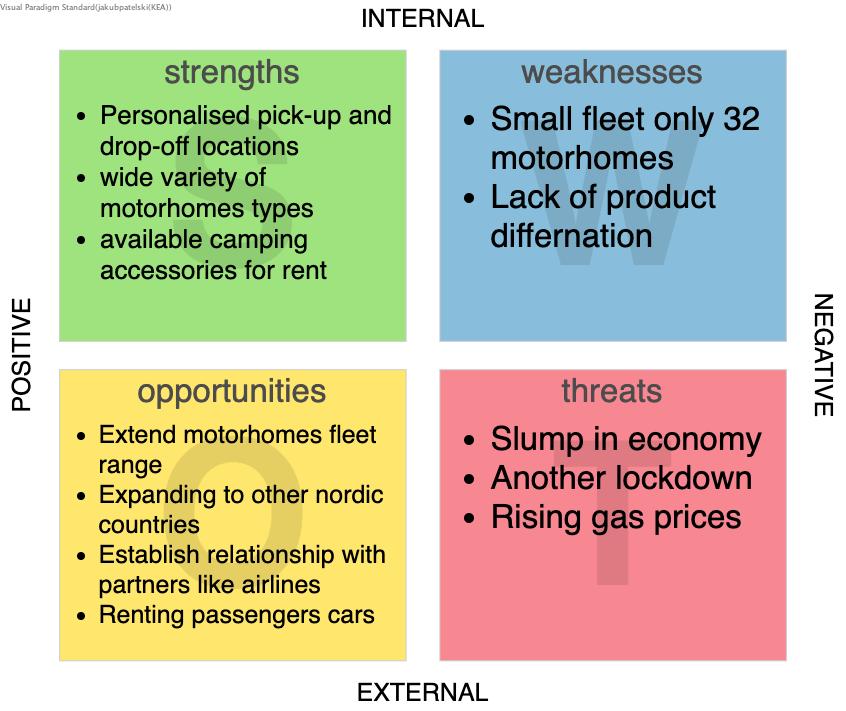 Visual Paradigm Standard(jakubpatelski(KEA))
INTERNAL
strengths
• Personalised pick-up and
drop-off locations
• wide variety of
motorhomes types
• available camping
accessories for rent
S
weaknesses
• Small fleet only 32
motorhomes
• Lack of product
differnation
W
POSITIVE
NEGATIVE
opportunities
• Extend motorhomes fleet
range
• Expanding to other nordic
countries
• Establish relationship with
partners like airlines
• Renting passengers cars
O
threats
• Slump in economy
• Another lockdown
• Rising gas prices
T
EXTERNAL